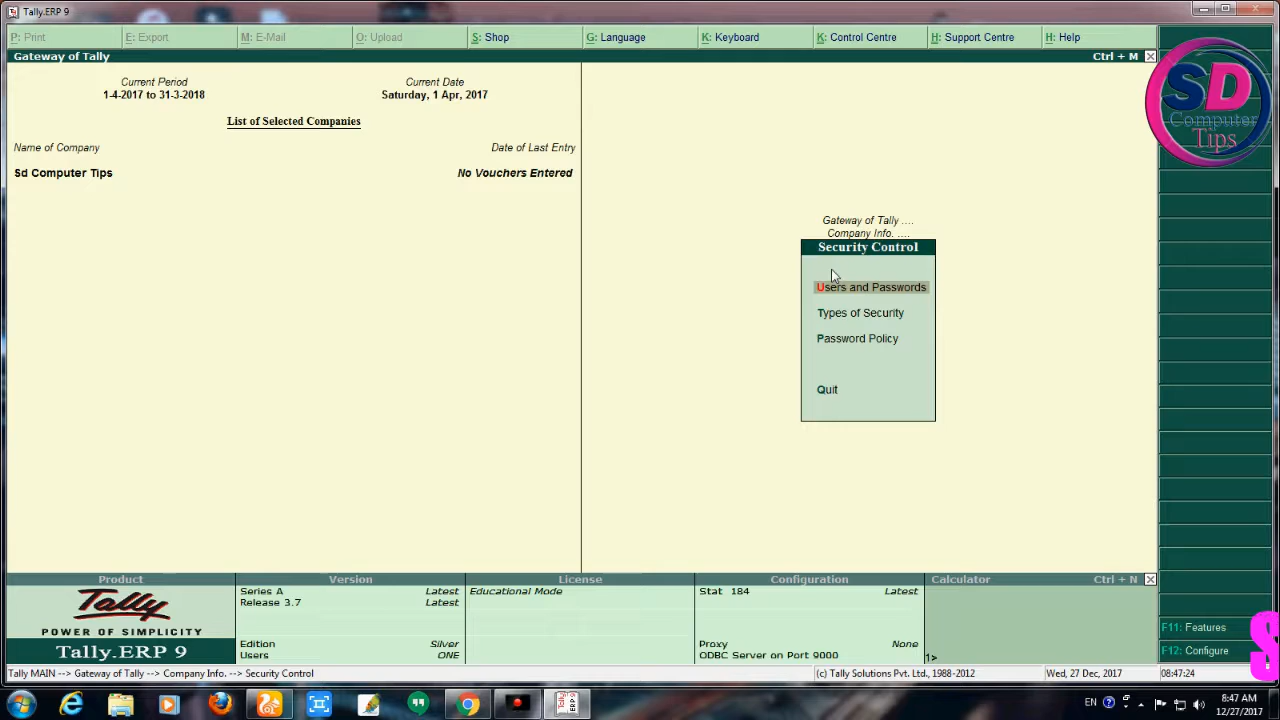 Tally.ERP 9
P: Print
E: Export
M: E-Mail
O: Upload
S: Shop
G: Language
K: Keyboard
K: Control Centre
H: Support Centre
H: Help
Gateway of Tally
Ctrl + M
Current Period
1-4-2017 to 31-3-2018
Current Date
Saturday, 1 Apr, 2017
List of Selected Companies
Name of Company
Date of Last Entry
Sd Computer Tips
No Vouchers Entered
SD
Computer
Tips
Gateway of Tally ....
Company Info. ....
Security Control
Users and Passwords
Types of Security
Password Policy
Quit
Product
Tally
POWER OF SIMPLICITY
Tally.ERP 9
Version
Series A
Latest
Release 3.7
Latest
Edition
Silver
Users
ONE
License
Educational Mode
Configuration
Stat 184
Latest
Proxy
None
ODBC Server on Port 9000
Calculator
Ctrl + N
1>
F11: Features
F12: Configure
S
Tally MAIN --> Gateway of Tally --> Company Info. --> Security Control
(c) Tally Solutions Pvt. Ltd., 1988-2012
Wed, 27 Dec, 2017
08:47:24
EN
8:47 AM
12/27/2017